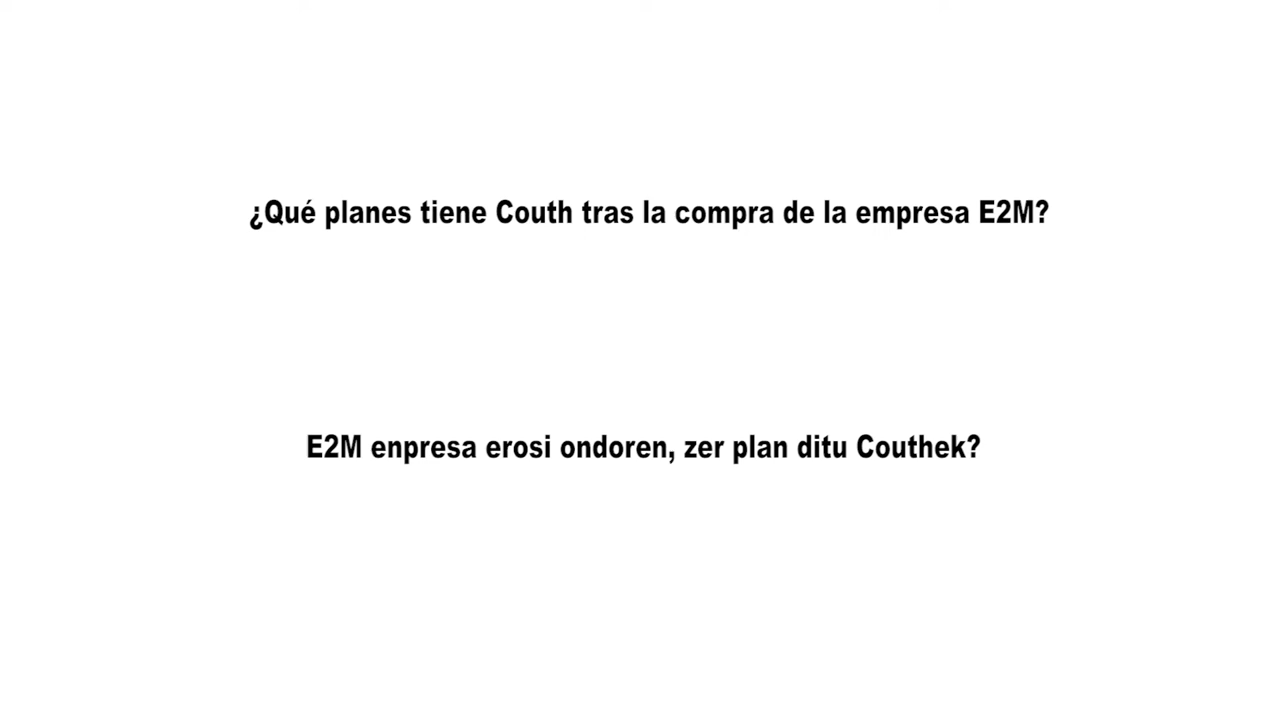 ¿Qué planes tiene Couth tras la compra de la empresa E2M?
E2M enpresa erosi ondoren, zer plan ditu Couthek?